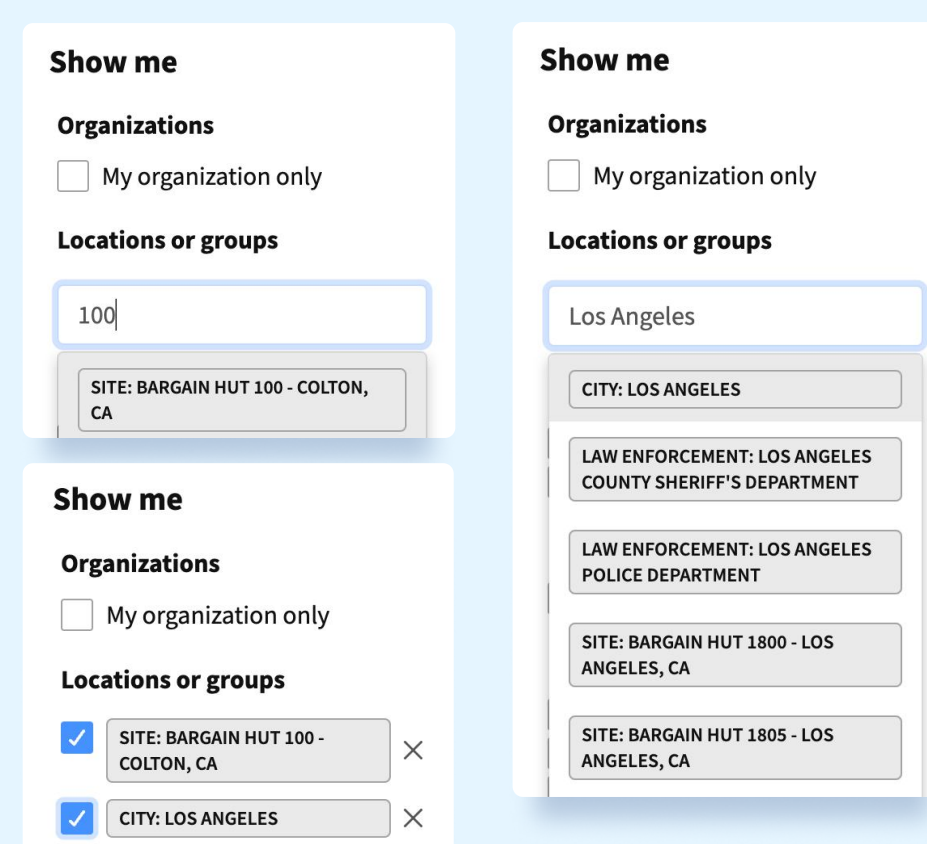 Show me
Organizations
My organization only
Locations or groups
100
SITE: BARGAIN HUT 100 - COLTON,
CA
Show me
Organizations
My organization only
Locations or groups
SITE: BARGAIN HUT 100 -
COLTON, CA
CITY: LOS ANGELES
Show me
Organizations
My organization only
Locations or groups
Los Angeles
CITY: LOS ANGELES
LAW ENFORCEMENT: LOS ANGELES
COUNTY SHERIFF'S DEPARTMENT
LAW ENFORCEMENT: LOS ANGELES
POLICE DEPARTMENT
SITE: BARGAIN HUT 1800 - LOS
ANGELES, CA
SITE: BARGAIN HUT 1805 - LOS
ANGELES, CA